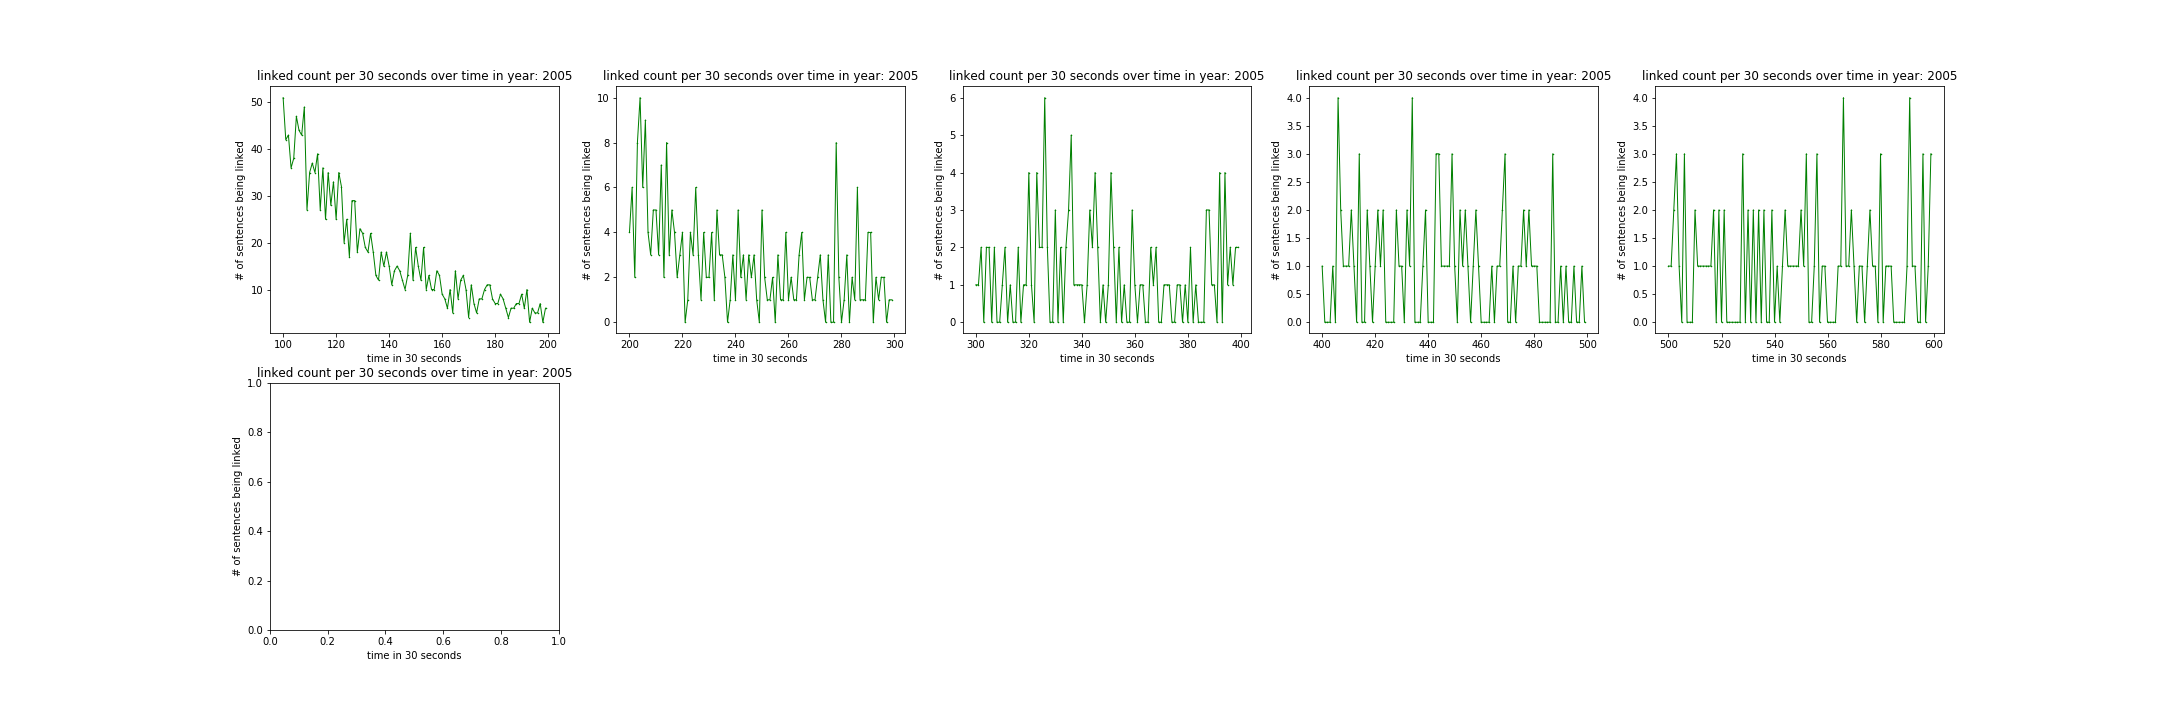 linked count per 30 seconds over time in year: 2005
# of sentences being linked
50
40
30
20
10
100 120 140 160 180 200
time in 30 seconds
linked count per 30 seconds over time in year: 2005
# of sentences being linked
10
8
6
4
2
0
200 220 240 260 280 300
time in 30 seconds
linked count per 30 seconds over time in year: 2005
# of sentences being linked
6
5
4
3
2
1
0
300 320 340 360 380 400
time in 30 seconds
linked count per 30 seconds over time in year: 2005
# of sentences being linked
4.0
3.5
3.0
2.5
2.0
1.5
1.0
0.5
0.0
400 420 440 460 480 500
time in 30 seconds
linked count per 30 seconds over time in year: 2005
# of sentences being linked
4.0
3.5
3.0
2.5
2.0
1.5
1.0
0.5
0.0
500 520 540 560 580 600
time in 30 seconds
linked count per 30 seconds over time in year: 2005
# of sentences being linked
1.0
0.8
0.6
0.4
0.2
0.0
0.0 0.2 0.4 0.6 0.8 1.0
time in 30 seconds